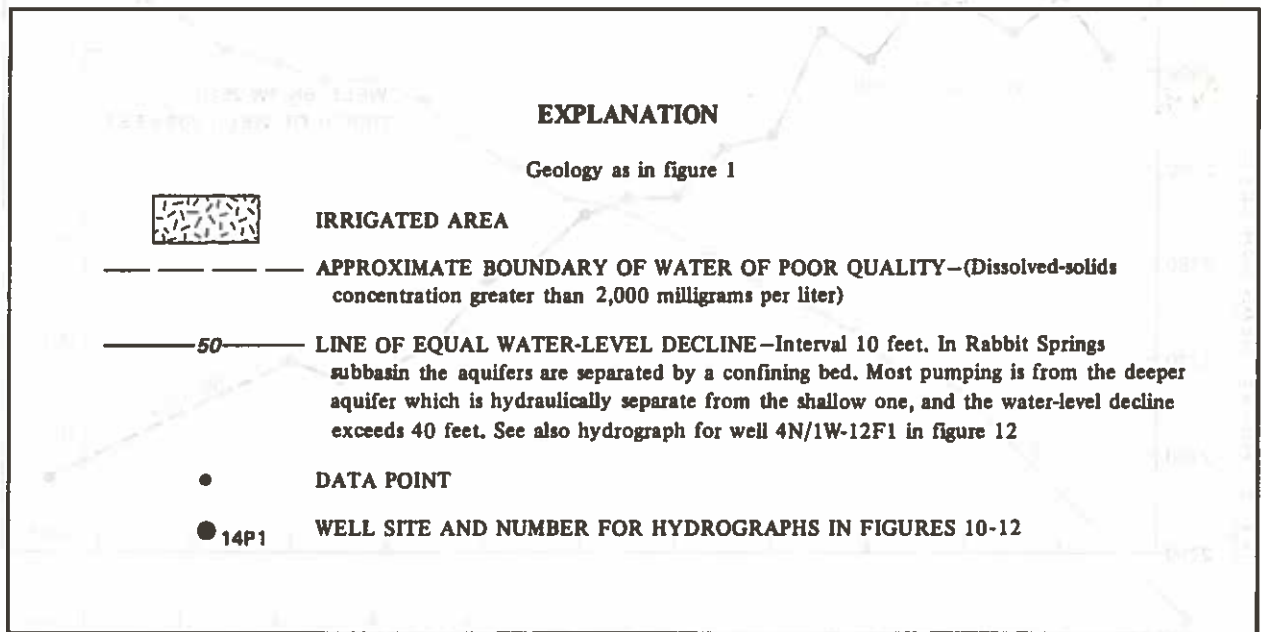 EXPLANATION
Geology as in figure 1
IRRIGATED AREA
APPROXIMATE BOUNDARY OF WATER OF POOR QUALITY—(Dissolved-solids
concentration greater than 2,000 milligrams per liter)
50 LINE OF EQUAL WATER-LEVEL DECLINE—Interval 10 feet. In Rabbit Springs
subbasin the aquifers are separated by a confining bed. Most pumping is from the deeper
aquifer which is hydraulically separate from the shallow one, and the water-level decline
exceeds 40 feet. See also hydrograph for well 4N/1W-12F1 in figure 12
DATA POINT
14P1 WELL SITE AND NUMBER FOR HYDROGRAPHS IN FIGURES 10-12